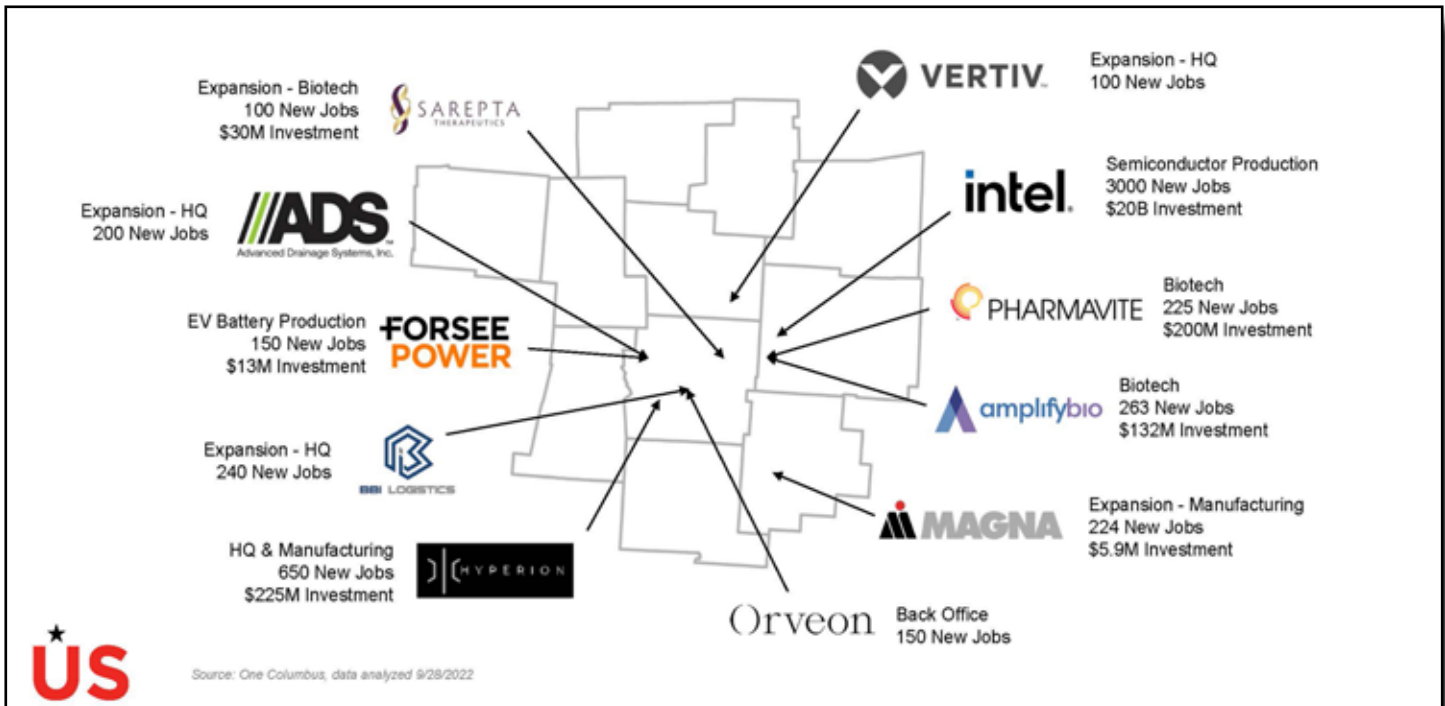 Expansion - Biotech
100 New Jobs
$30M Investment
SAREPTA
THERAPEUTICS
VERTIV™
Expansion - HQ
100 New Jobs
Expansion - HQ
200 New Jobs
ADS™
Advanced Drainage Systems, Inc.
intel.
Semiconductor Production
3000 New Jobs
$20B Investment
EV Battery Production
150 New Jobs
$13M Investment
FORSEE
POWER
PHARMAVITE
Biotech
225 New Jobs
$200M Investment
amplifybio
Biotech
263 New Jobs
$132M Investment
Expansion - HQ
240 New Jobs
BBI LOGISTICS
MAGNA
Expansion - Manufacturing
224 New Jobs
$5.9M Investment
HQ & Manufacturing
650 New Jobs
$225M Investment
HYPERION
Orveon
Back Office
150 New Jobs
US
Source: One Columbus, data analyzed 9/28/2022